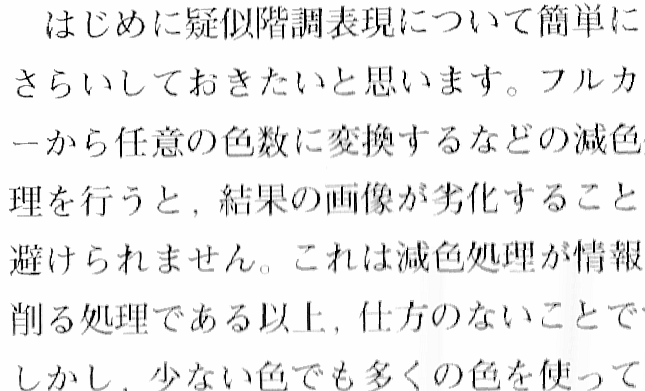 はじめに疑似階調表現について簡単に
さらいしておきたいと思います。フルカ
ーから任意の色数に変換するなどの減色
理を行うと，結果の画像が劣化すること
避けられません。これは減色処理が情報
削る処理である以上，仕方のないことで
しかし，少ない色でも多くの色を使って